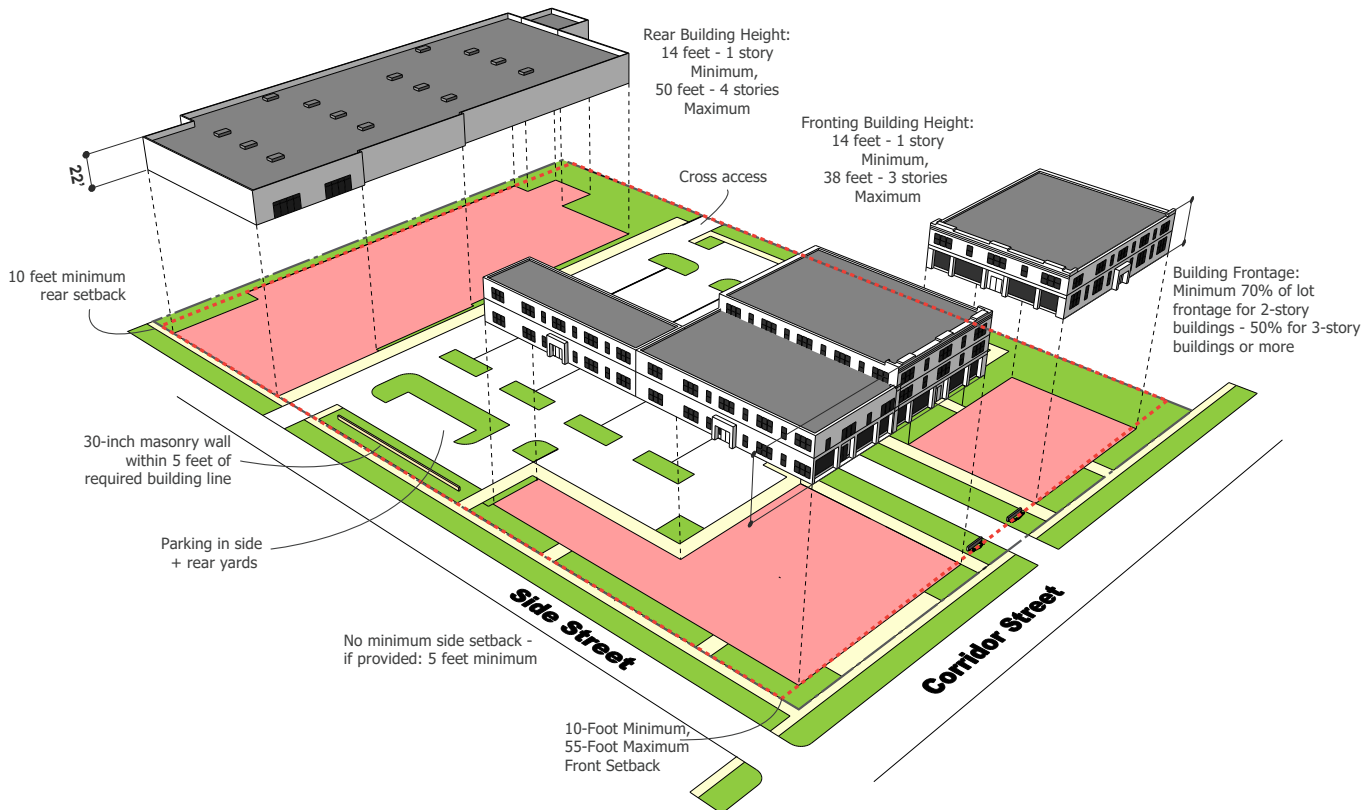 Rear Building Height:
14 feet - 1 story
Minimum,
50 feet - 4 stories
Maximum
Fronting Building Height:
14 feet - 1 story
Minimum,
38 feet - 3 stories
Maximum
22'
Cross access
10 feet minimum
rear setback
Building Frontage:
Minimum 70% of lot
frontage for 2-story
buildings - 50% for 3-story
buildings or more
30-inch masonry wall
within 5 feet of
required building line
Parking in side
+ rear yards
Side Street
Corridor Street
No minimum side setback -
if provided: 5 feet minimum
10-Foot Minimum,
55-Foot Maximum
Front Setback